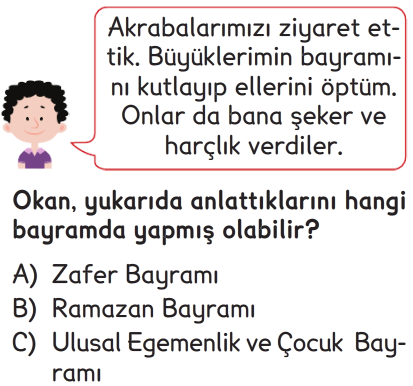 Akrabalarımızı ziyaret et-
tik. Büyüklerimin bayramı-
nı kutlayıp ellerini öptüm.
Onlar da bana şeker ve
harçlık verdiler.
Okan, yukarıda anlattıklarını hangi
bayramda yapmış olabilir?
A) Zafer Bayramı
B) Ramazan Bayramı
C) Ulusal Egemenlik ve Çocuk Bay-
ramı